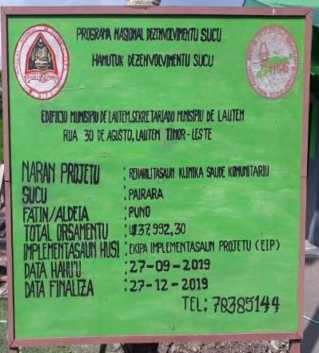 PROGRAMA NASIONAL DEZENVOLVIMENTU SUCU
HAMUTUK DEZENVOLVIMENTU SUCU
EDIFICIU MUNISIPIU DE LAUTEM, SEKRETARIADO MUNISIPIU DE LAUTEM
RUA 30 DE AGUSTO, LAUTEM TIMOR-LESTE
NARAN PROJETU : REHABILITASAUN KLINIKA SAUDE KOMUNITARIU
SUCU : PAIRARA
FATIN/ALDEIA : PUNO
TOTAL ORSAMENTU : U$37,992,30
IMPLEMENTASAUN HUSI : EKIPA IMPLEMENTASAUN PROJETU (EIP)
DATA HAHU'U : 27-09-2019
DATA FINALIZA : 27-12-2019
TEL: 78385144